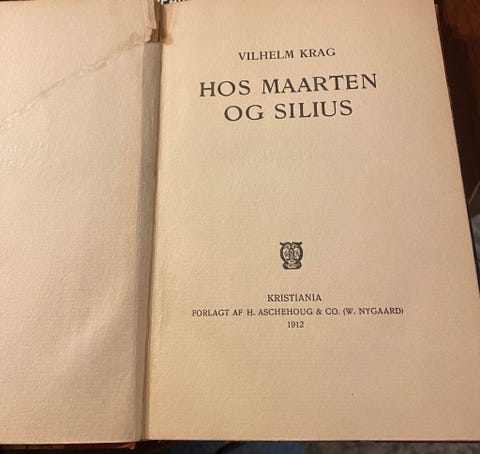 VILHELM KRAG
HOS MAARTEN
OG SILIUS
KRISTIANIA
FORLAGT AF H. ASCHEHOUG & CO. (W. NYGAARD)
1912